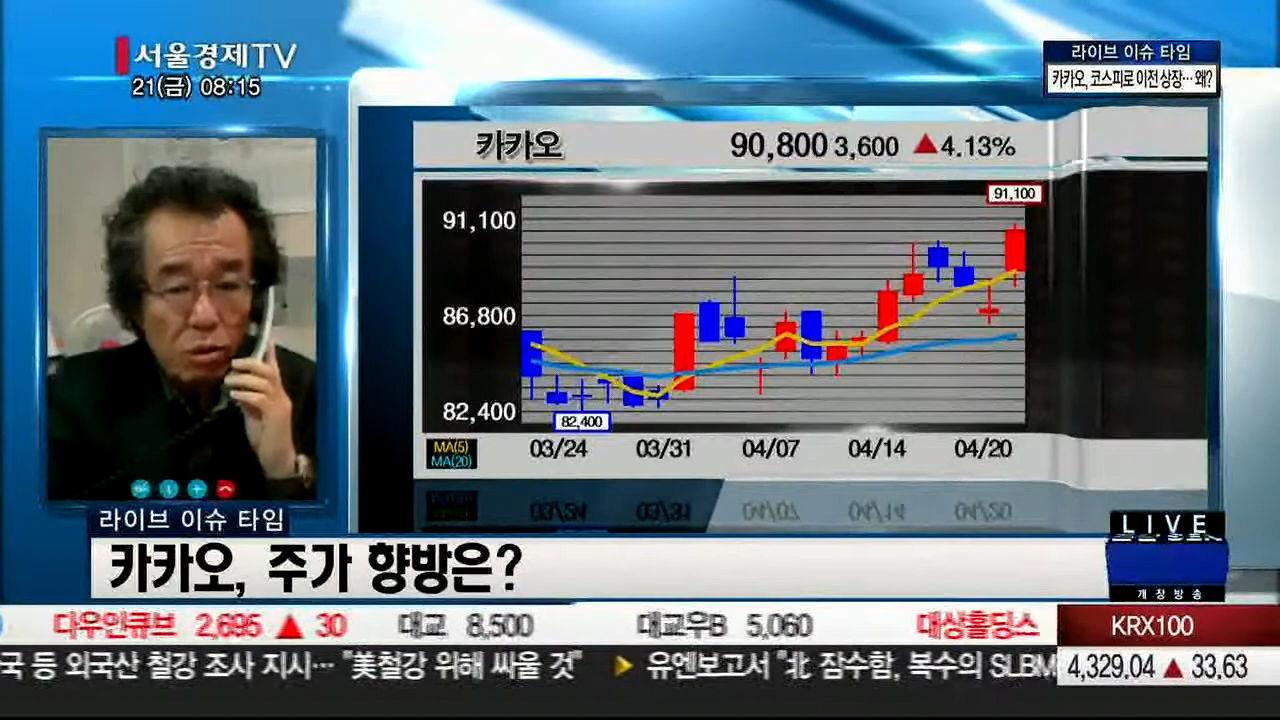 서울경제TV
21(금) 08:15
라이브 이슈 타임
카카오, 코스피로 이전 상장… 왜?
카카오 90,800 3,600 ▲4.13%
91,100
91,100
86,800
82,400
82,400
MA(5)
MA(20)
03/24 03/31 04/07 04/14 04/20
라이브 이슈 타임
카카오, 주가 향방은?
LIVE
개장방송
다우인큐브 2,695 ▲ 30 대교 8,500 대교우B 5,060 대상홀딩스
KRX100
국 등 외국산 철강 조사 지시… "美철강 위해 싸울 것" ▶ 유엔보고서 "北 잠수함, 복수의 SLBM
4,329.04 ▲ 33,63